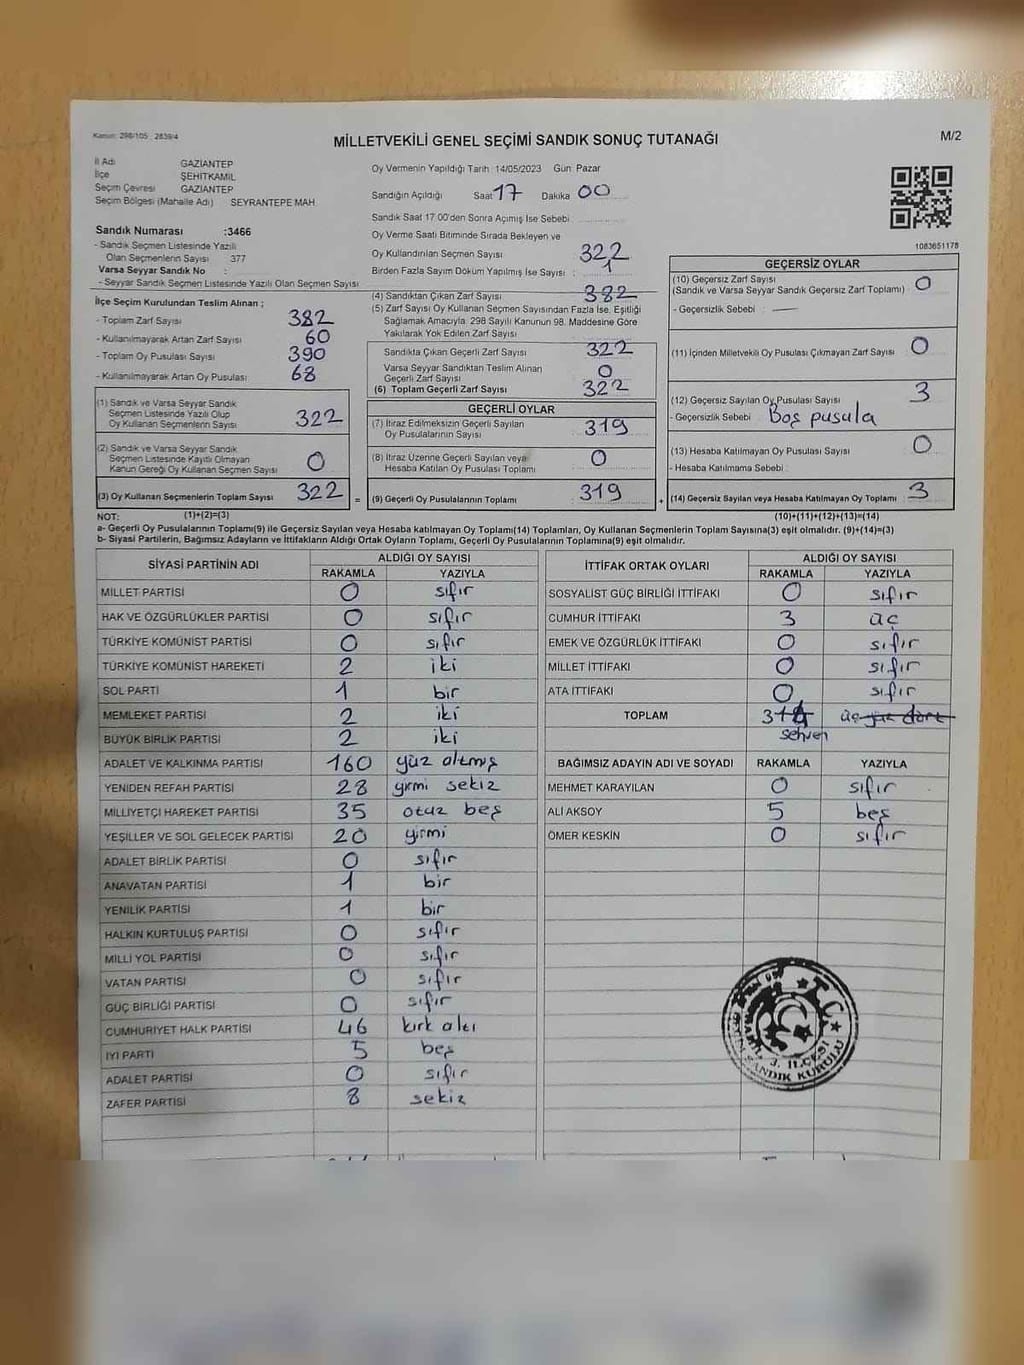 Kanun: 298/105 2839/4
MİLLETVEKİLİ GENEL SEÇİMİ SANDIK SONUÇ TUTANAĞI
M/2
İl Adı GAZİANTEP
İlçe ŞEHİTKAMİL
Seçim Çevresi GAZİANTEP
Seçim Bölgesi (Mahalle Adı) SEYRANTEPE MAH.
Oy Vermenin Yapıldığı Tarih 14/05/2023 Gün: Pazar
Sandığın Açıldığı Saat 17 Dakika 00
Sandık Saat 17.00'den Sonra Açımış İse Sebebi
Oy Verme Saati Bitiminde Sırada Bekleyen ve
Oy Kullandırılan Seçmen Sayısı : 322
Birden Fazla Sayım Döküm Yapılmış İse Sayısı : 1
1083651178
Sandık Numarası :3466
- Sandık Seçmen Listesinde Yazılı
Olan Seçmenlerin Sayısı 377
Varsa Seyyar Sandık No :
- Seyyar Sandık Seçmen Listesinde Yazılı Olan Seçmen Sayısı
İlçe Seçim Kurulundan Teslim Alınan ;
- Toplam Zarf Sayısı 382
- Kullanılmayarak Artan Zarf Sayısı 60
- Toplam Oy Pusulası Sayısı 390
- Kullanılmayarak Artan Oy Pusulası 68
(1) Sandık ve Varsa Seyyar Sandık
Seçmen Listesinde Yazılı Olup
Oy Kullanan Seçmenlerin Sayısı 322
(2) Sandık ve Varsa Seyyar Sandık
Seçmen Listesinde Kayıtlı Olmayan
Kanun Gereği Oy Kullanan Seçmen Sayısı 0
(3) Oy Kullanan Seçmenlerin Toplam Sayısı 322 =
(1)+(2)=(3)
(4) Sandıktan Çıkan Zarf Sayısı 382
(5) Zarf Sayısı Oy Kullanan Seçmen Sayısından Fazla İse, Eşitliği
Sağlamak Amacıyla, 298 Sayılı Kanunun 98. Maddesine Göre
Yakılarak Yok Edilen Zarf Sayısı
Sandıkta Çıkan Geçerli Zarf Sayısı 322
Varsa Seyyar Sandıktan Teslim Alınan
Geçerli Zarf Sayısı 0
(6) Toplam Geçerli Zarf Sayısı 322
GEÇERLİ OYLAR
(7) İtiraz Edilmeksizin Geçerli Sayılan
Oy Pusulalarının Sayısı 319
(8) İtiraz Üzerine Geçerli Sayılan veya
Hesaba Katılan Oy Pusulası Toplamı 0
(9) Geçerli Oy Pusulalarının Toplamı 319 +
GEÇERSİZ OYLAR
(10) Geçersiz Zarf Sayısı
(Sandık ve Varsa Seyyar Sandık Geçersiz Zarf Toplamı) 0
- Geçersizlik Sebebi : —
(11) İçinden Milletvekili Oy Pusulası Çıkmayan Zarf Sayısı 0
(12) Geçersiz Sayılan Oy Pusulası Sayısı 3
- Geçersizlik Sebebi Boş pusula
(13) Hesaba Katılmayan Oy Pusulası Sayısı 0
- Hesaba Katılmama Sebebi
(14) Geçersiz Sayılan veya Hesaba Katılmayan Oy Toplamı : 3
(10)+(11)+(12)+(13)=(14)
NOT:
a- Geçerli Oy Pusulalarının Toplamı(9) ile Geçersiz Sayılan veya Hesaba katılmayan Oy Toplamı(14) Toplamları, Oy Kullanan Seçmenlerin Toplam Sayısına(3) eşit olmalıdır. (9)+(14)=(3)
b- Siyasi Partilerin, Bağımsız Adayların ve İttifakların Aldığı Ortak Oyların Toplamı, Geçerli Oy Pusulalarının Toplamına(9) eşit olmalıdır.
SİYASİ PARTİNİN ADI ALDIĞI OY SAYISI
RAKAMLA YAZIYLA
MİLLET PARTİSİ 0 sıfır
HAK VE ÖZGÜRLÜKLER PARTİSİ 0 sıfır
TÜRKİYE KOMÜNİST PARTİSİ 0 sıfır
TÜRKİYE KOMÜNİST HAREKETİ 2 iki
SOL PARTİ 1 bir
MEMLEKET PARTİSİ 2 iki
BÜYÜK BİRLİK PARTİSİ 2 iki
ADALET VE KALKINMA PARTİSİ 160 yüz altmış
YENİDEN REFAH PARTİSİ 28 yirmi sekiz
MİLLİYETÇİ HAREKET PARTİSİ 35 otuz beş
YEŞİLLER VE SOL GELECEK PARTİSİ 20 yirmi
ADALET BİRLİK PARTİSİ 0 sıfır
ANAVATAN PARTİSİ 1 bir
YENİLİK PARTİSİ 1 bir
HALKIN KURTULUŞ PARTİSİ 0 sıfır
MİLLİ YOL PARTİSİ 0 sıfır
VATAN PARTİSİ 0 sıfır
GÜÇ BİRLİĞİ PARTİSİ 0 sıfır
CUMHURİYET HALK PARTİSİ 46 kırk altı
İYİ PARTİ 5 beş
ADALET PARTİSİ 0 sıfır
ZAFER PARTİSİ 8 sekiz
İTTİFAK ORTAK OYLARI ALDIĞI OY SAYISI
RAKAMLA YAZIYLA
SOSYALİST GÜÇ BİRLİĞİ İTTİFAKI 0 sıfır
CUMHUR İTTİFAKI 3 üç
EMEK VE ÖZGÜRLÜK İTTİFAKI 0 sıfır
MİLLET İTTİFAKI 0 sıfır
ATA İTTİFAKI 0 sıfır
TOPLAM 314 üç yüz dört
sehven
BAĞIMSIZ ADAYIN ADI VE SOYADI RAKAMLA YAZIYLA
MEHMET KARAYILAN 0 sıfır
ALİ AKSOY 5 beş
ÖMER KESKİN 0 sıfır
T.C.
3. İLÇESİ
SANDIK KURULU